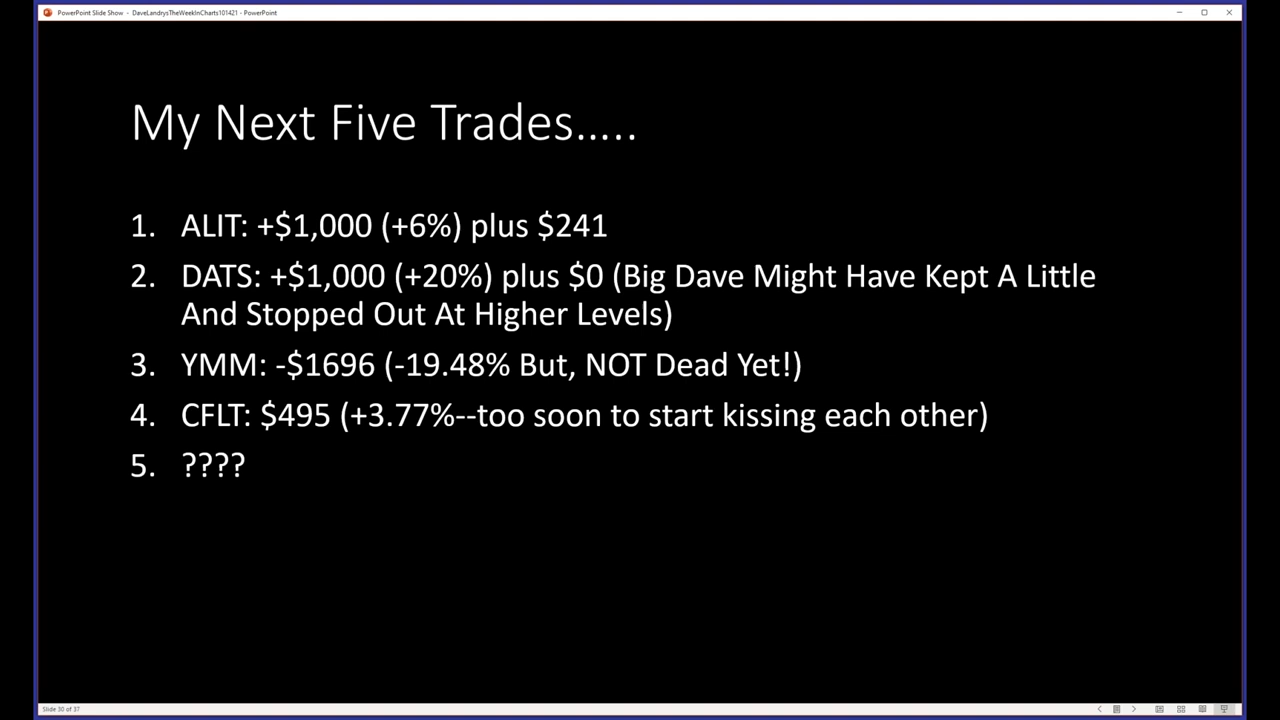 PowerPoint Slide Show - DaveLandrysTheWeekInCharts101421 - PowerPoint
My Next Five Trades.....
1. ALIT: +$1,000 (+6%) plus $241
2. DATS: +$1,000 (+20%) plus $0 (Big Dave Might Have Kept A Little
And Stopped Out At Higher Levels)
3. YMM: -$1696 (-19.48% But, NOT Dead Yet!)
4. CFLT: $495 (+3.77%--too soon to start kissing each other)
5. ????
Slide 30 of 37